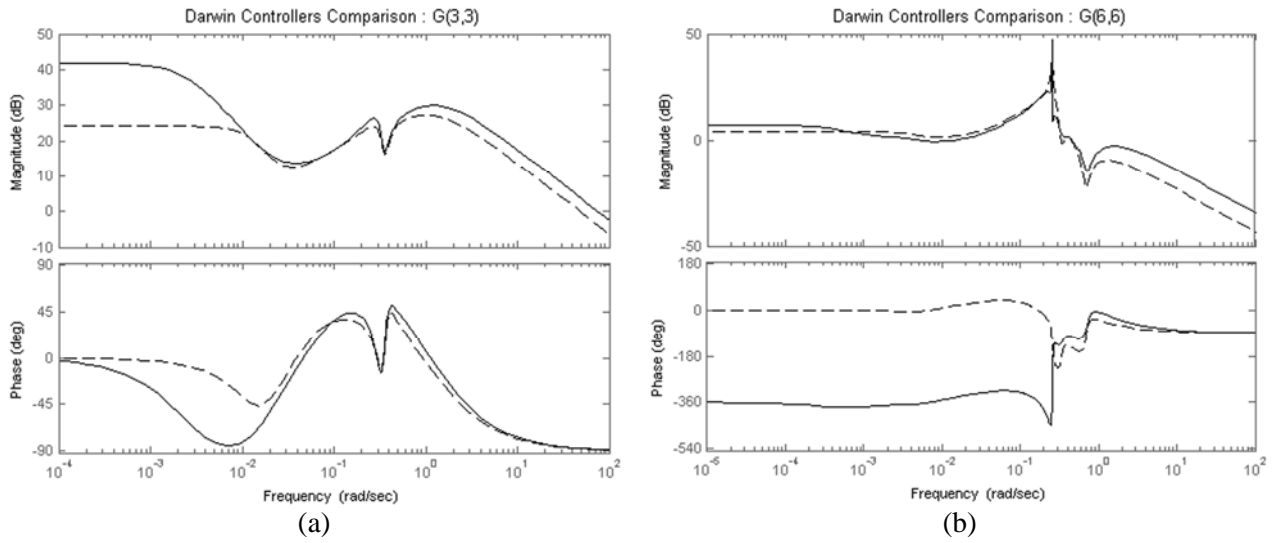 Darwin Controllers Comparison : G(3,3)
50
40
30
20
10
0
-10
Magnitude (dB)
90
45
0
-45
-90
Phase (deg)
10^-4 10^-3 10^-2 10^-1 10^0 10^1 10^2
Frequency (rad/sec)
(a)
Darwin Controllers Comparison : G(6,6)
50
0
-50
Magnitude (dB)
180
0
-180
-360
-540
Phase (deg)
10^-5 10^-4 10^-3 10^-2 10^-1 10^0 10^1 10^2
Frequency (rad/sec)
(b)